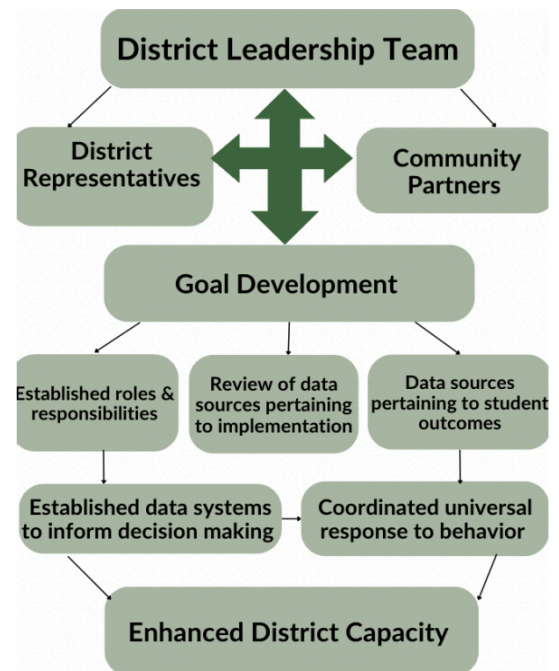 District Leadership Team
District
Representatives
Community
Partners
Goal Development
Established roles &
responsibilities
Review of data
sources pertaining
to implementation
Data sources
pertaining to student
outcomes
Established data systems
to inform decision making
Coordinated universal
response to behavior
Enhanced District Capacity